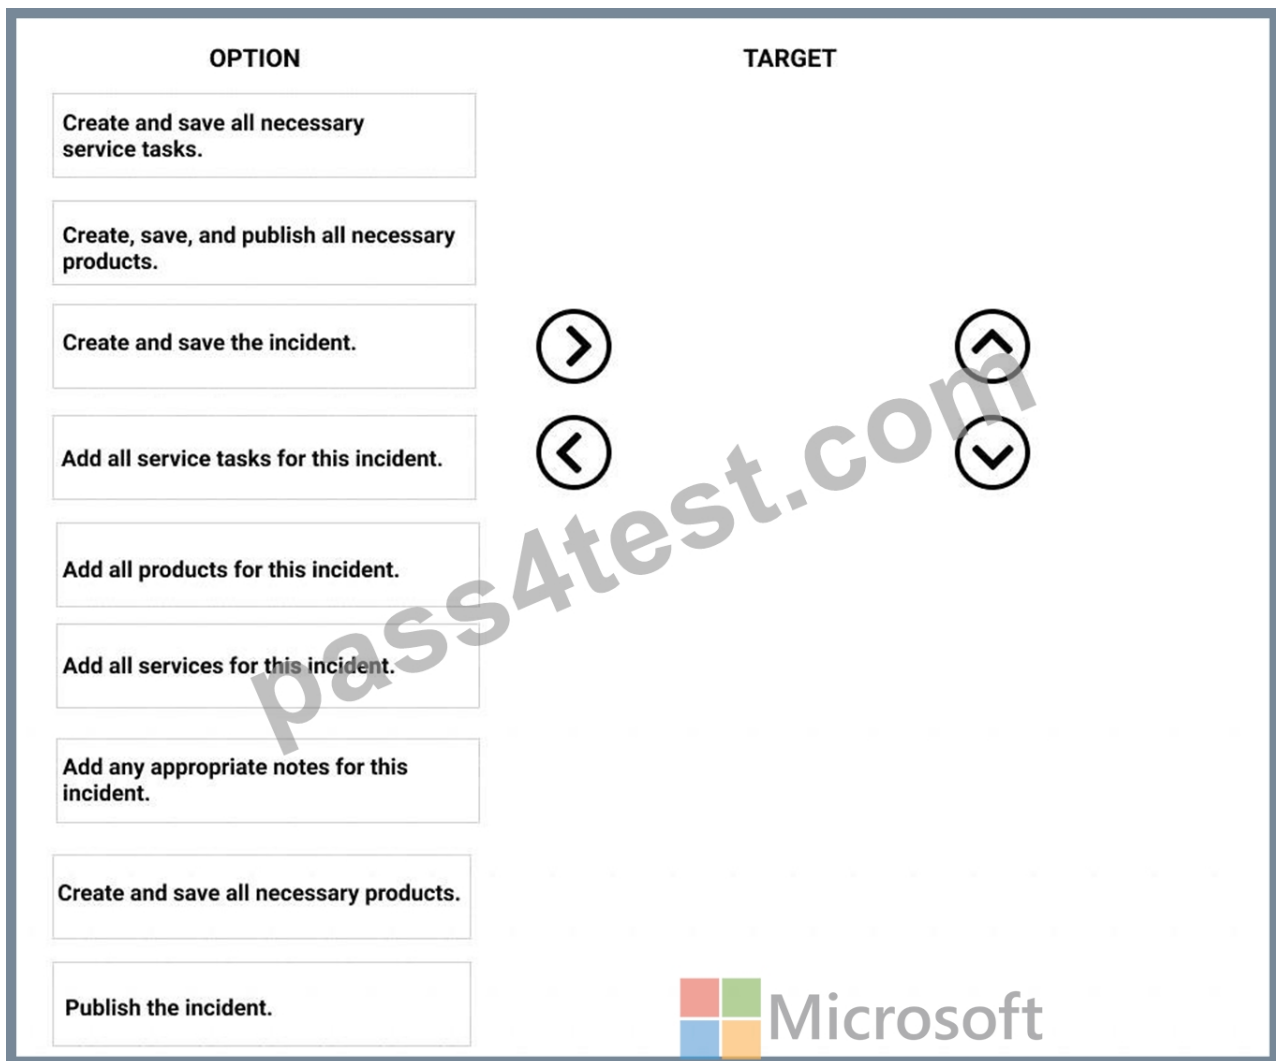 OPTION
TARGET
Create and save all necessary
service tasks.
Create, save, and publish all necessary
products.
Create and save the incident.
Add all service tasks for this incident.
Add all products for this incident.
Add all services for this incident.
Add any appropriate notes for this
incident.
Create and save all necessary products.
Publish the incident.
pass4test.com
Microsoft